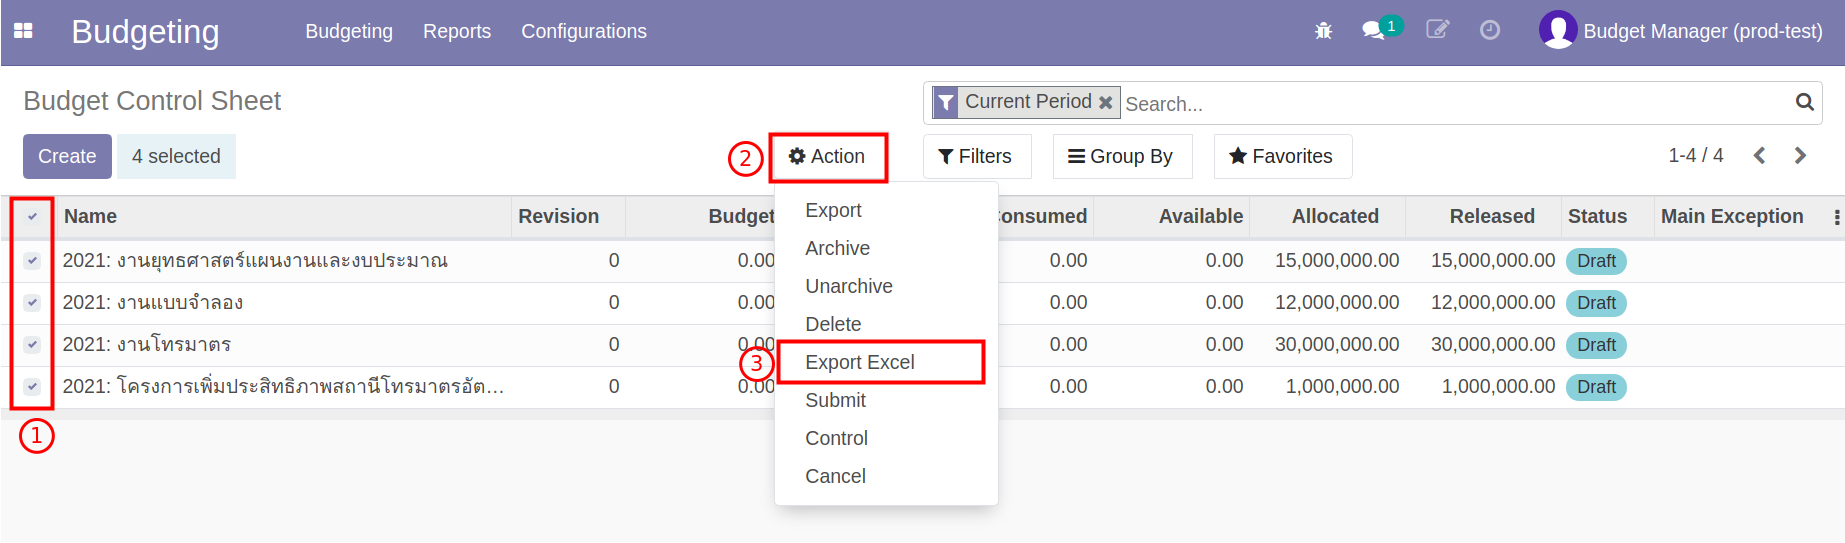 Budgeting Budgeting Reports Configurations 1 Budget Manager (prod-test)
Budget Control Sheet Current Period Search...
Create 4 selected 2 Action Filters Group By Favorites 1-4 / 4
Name Revision Budget onsumed Available Allocated Released Status Main Exception
2021: งานยุทธศาสตร์แผนงานและงบประมาณ 0 0.00 0.00 0.00 15,000,000.00 15,000,000.00 Draft
2021: งานแบบจำลอง 0 0.00 0.00 0.00 12,000,000.00 12,000,000.00 Draft
2021: งานโทรมาตร 0 0.00 0.00 0.00 30,000,000.00 30,000,000.00 Draft
2021: โครงการเพิ่มประสิทธิภาพสถานีโทรมาตรอัต... 0 0.00 0.00 0.00 1,000,000.00 1,000,000.00 Draft
1
Export
Archive
Unarchive
Delete
3 Export Excel
Submit
Control
Cancel